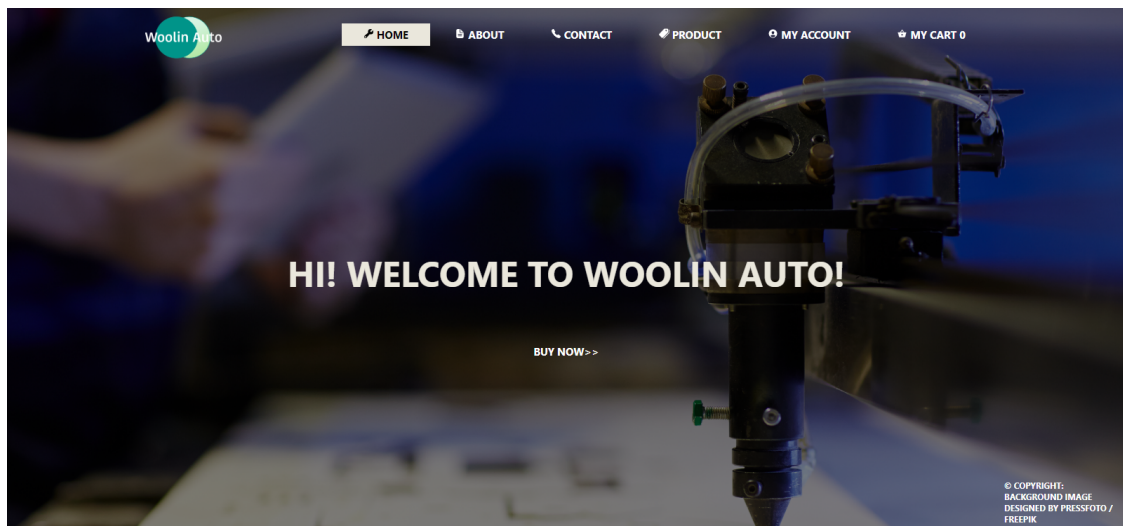 Woolin Auto
HOME
ABOUT
CONTACT
PRODUCT
MY ACCOUNT
MY CART 0
HI! WELCOME TO WOOLIN AUTO!
BUY NOW>>
© COPYRIGHT:
BACKGROUND IMAGE
DESIGNED BY PRESSFOTO /
FREEPIK